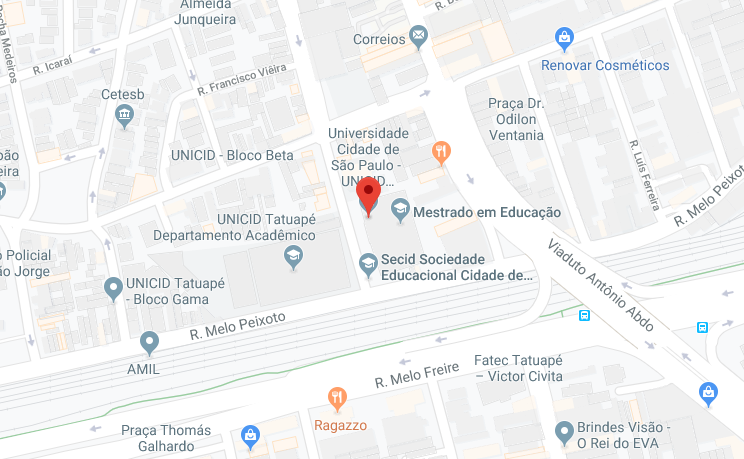 Almeida
Junqueira
Rocha Medeiros
R. Icaraí
Correios
Renovar Cosméticos
R. Francisco Viêira
Cetesb
Praça Dr.
Odilon
Ventania
Universidade
Cidade de
São Paulo -
UNICID...
UNICID - Bloco Beta
R. Luís Ferreira
R. Melo Peixoto
Mestrado em Educação
UNICID Tatuapé
Departamento Acadêmico
Secid Sociedade
Educacional Cidade de...
Viaduto Antônio Abdo
Policial
São Jorge
UNICID Tatuapé
- Bloco Gama
R. Melo Peixoto
AMIL
R. Melo Freire
Fatec Tatuapé
– Victor Civita
Ragazzo
Praça Thomás
Galhardo
Brindes Visão -
O Rei do EVA